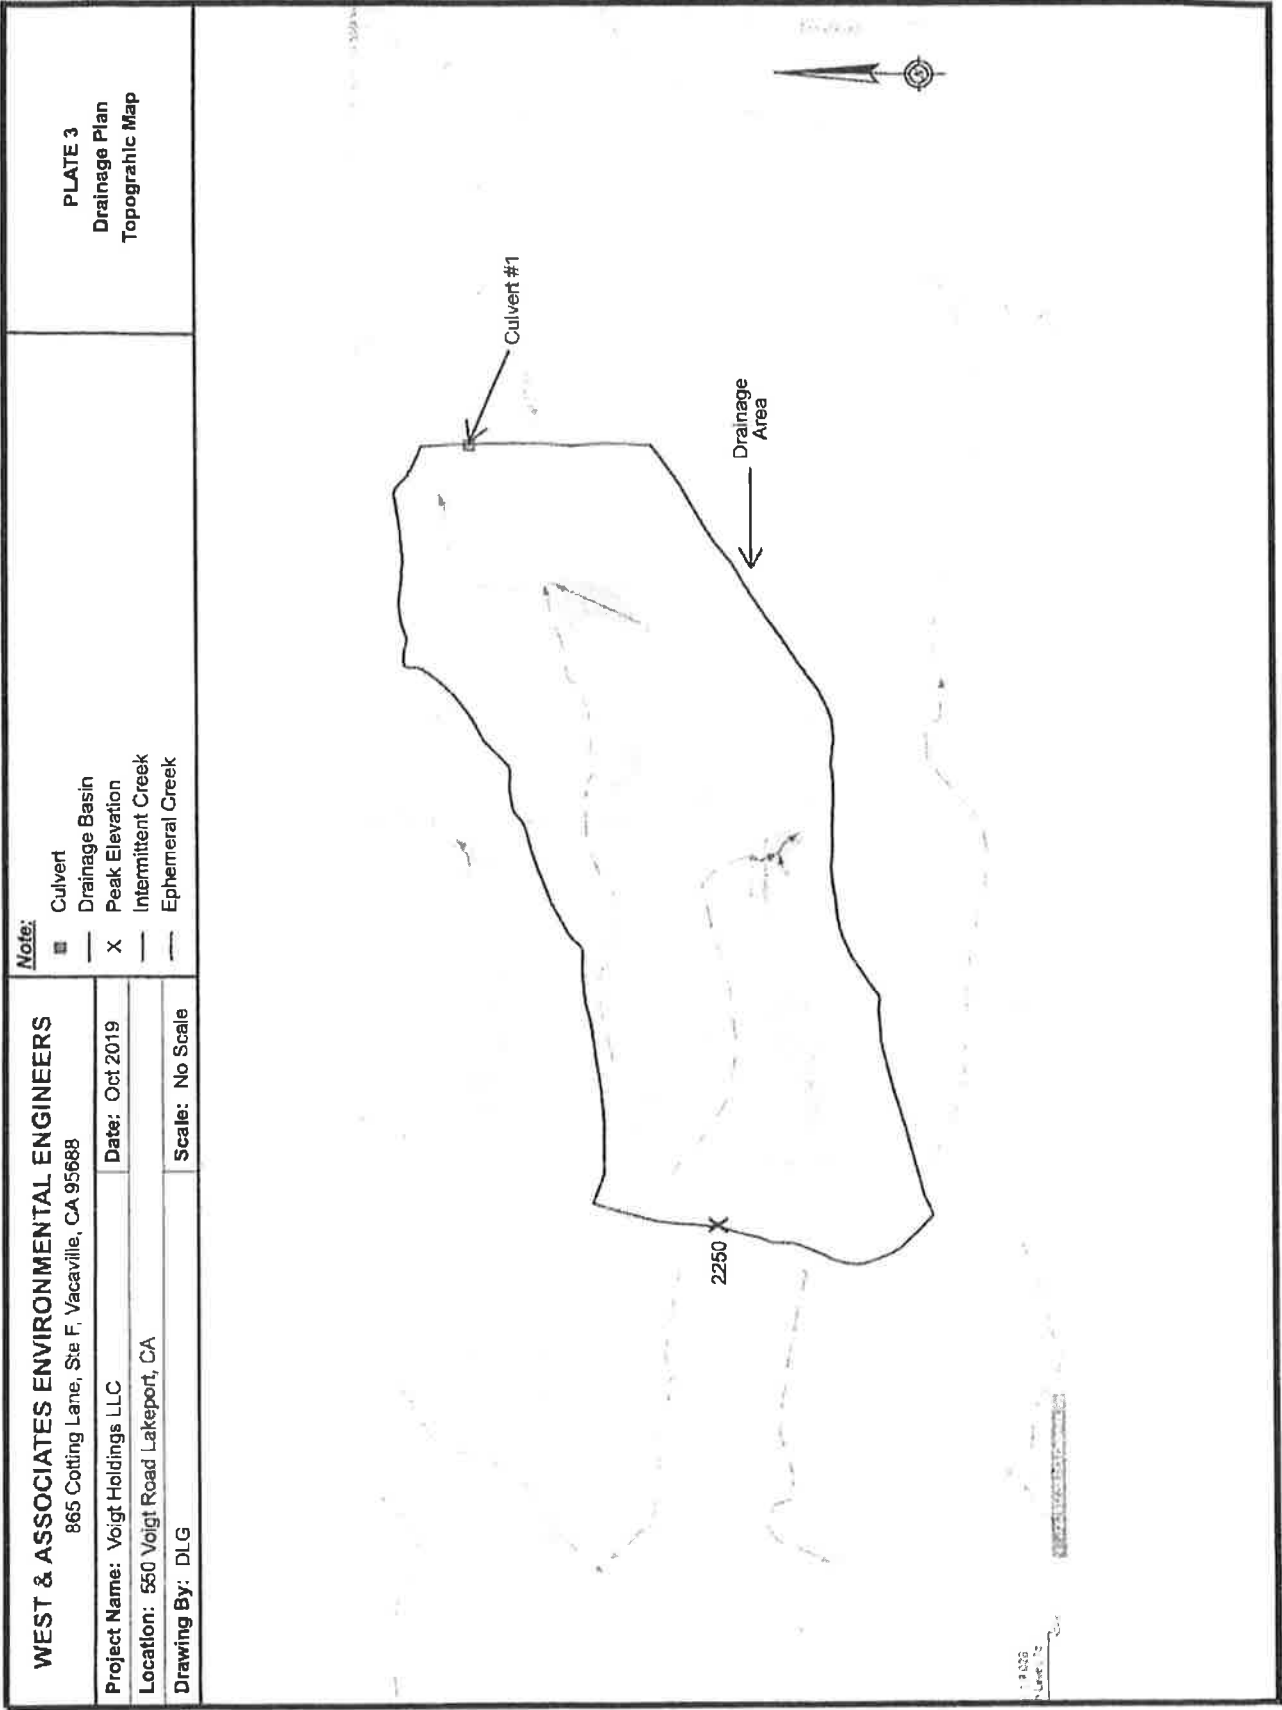 WEST & ASSOCIATES ENVIRONMENTAL ENGINEERS
865 Cotting Lane, Ste F, Vacaville, CA 95688
Project Name: Voigt Holdings LLC
Date: Oct 2019
Location: 550 Voigt Road Lakeport, CA
Drawing By: DLG
Scale: No Scale
Note:
Culvert
Drainage Basin
X Peak Elevation
Intermittent Creek
Ephemeral Creek
PLATE 3
Drainage Plan
Topograhic Map
Culvert #1
Drainage
Area
2250